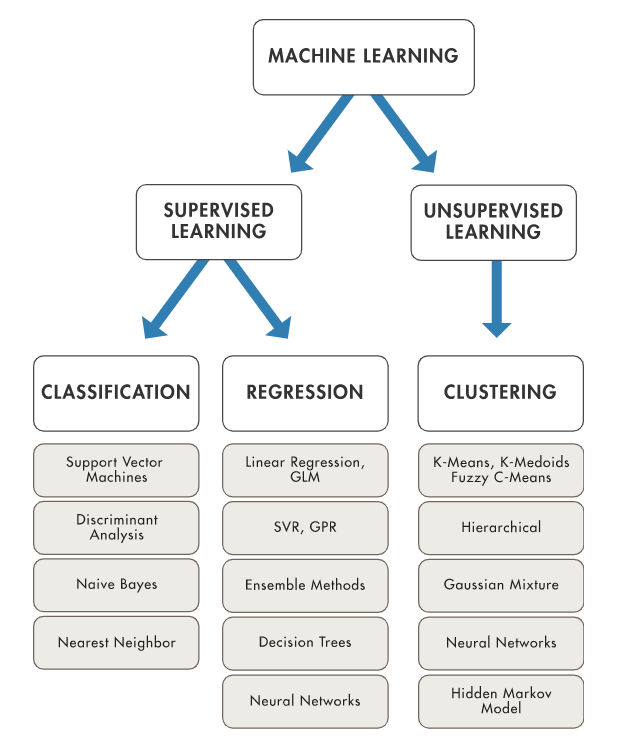 MACHINE LEARNING
SUPERVISED
LEARNING
UNSUPERVISED
LEARNING
CLASSIFICATION
Support Vector
Machines
Discriminant
Analysis
Naive Bayes
Nearest Neighbor
REGRESSION
Linear Regression,
GLM
SVR, GPR
Ensemble Methods
Decision Trees
Neural Networks
CLUSTERING
K-Means, K-Medoids
Fuzzy C-Means
Hierarchical
Gaussian Mixture
Neural Networks
Hidden Markov
Model